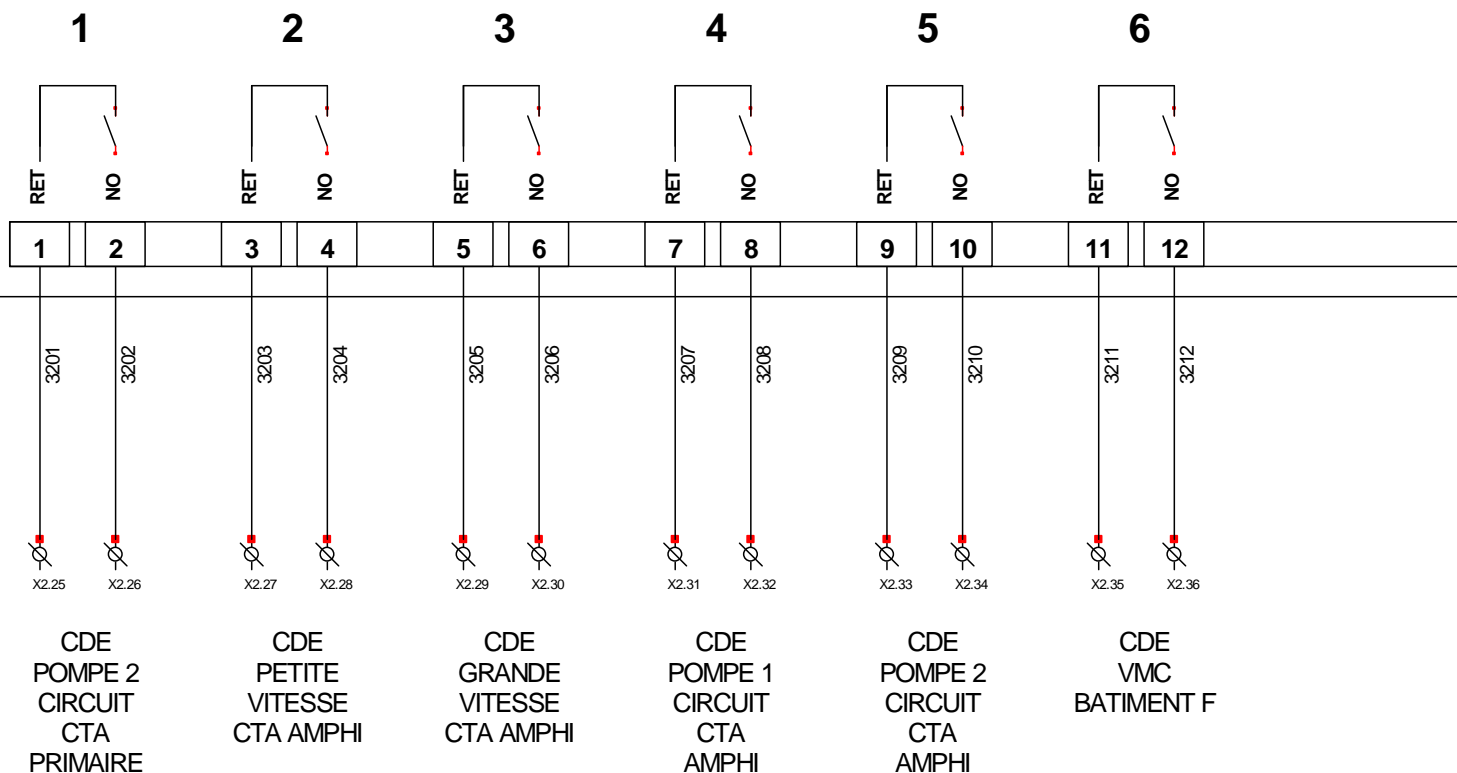 1 2 3 4 5 6
RET NO RET NO RET NO RET NO RET NO RET NO
1 2 3 4 5 6 7 8 9 10 11 12
3201 3202 3203 3204 3205 3206 3207 3208 3209 3210 3211 3212
X2.25 X2.26 X2.27 X2.28 X2.29 X2.30 X2.31 X2.32 X2.33 X2.34 X2.35 X2.36
CDE
POMPE 2
CIRCUIT
CTA
PRIMAIRE
CDE
PETITE
VITESSE
CTA AMPHI
CDE
GRANDE
VITESSE
CTA AMPHI
CDE
POMPE 1
CIRCUIT
CTA
AMPHI
CDE
POMPE 2
CIRCUIT
CTA
AMPHI
CDE
VMC
BATIMENT F